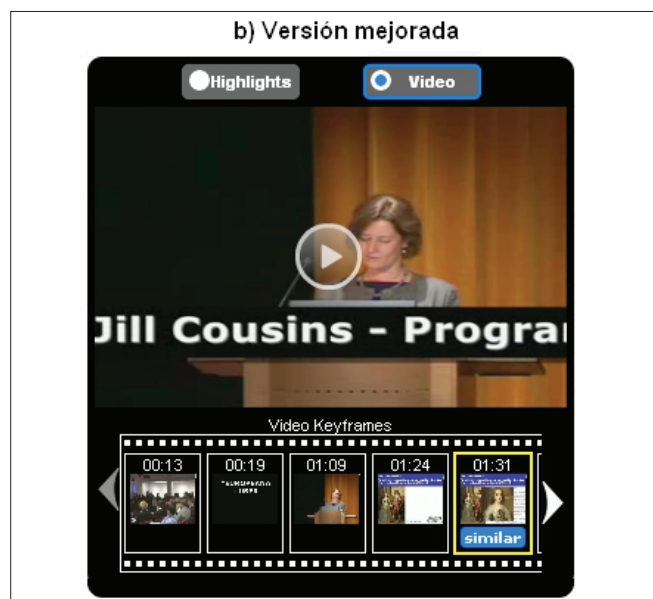 b) Versión mejorada
Highlights Video
Jill Cousins - Progra
Video Keyframes
00:13 00:19 01:09 01:24 01:31
similar